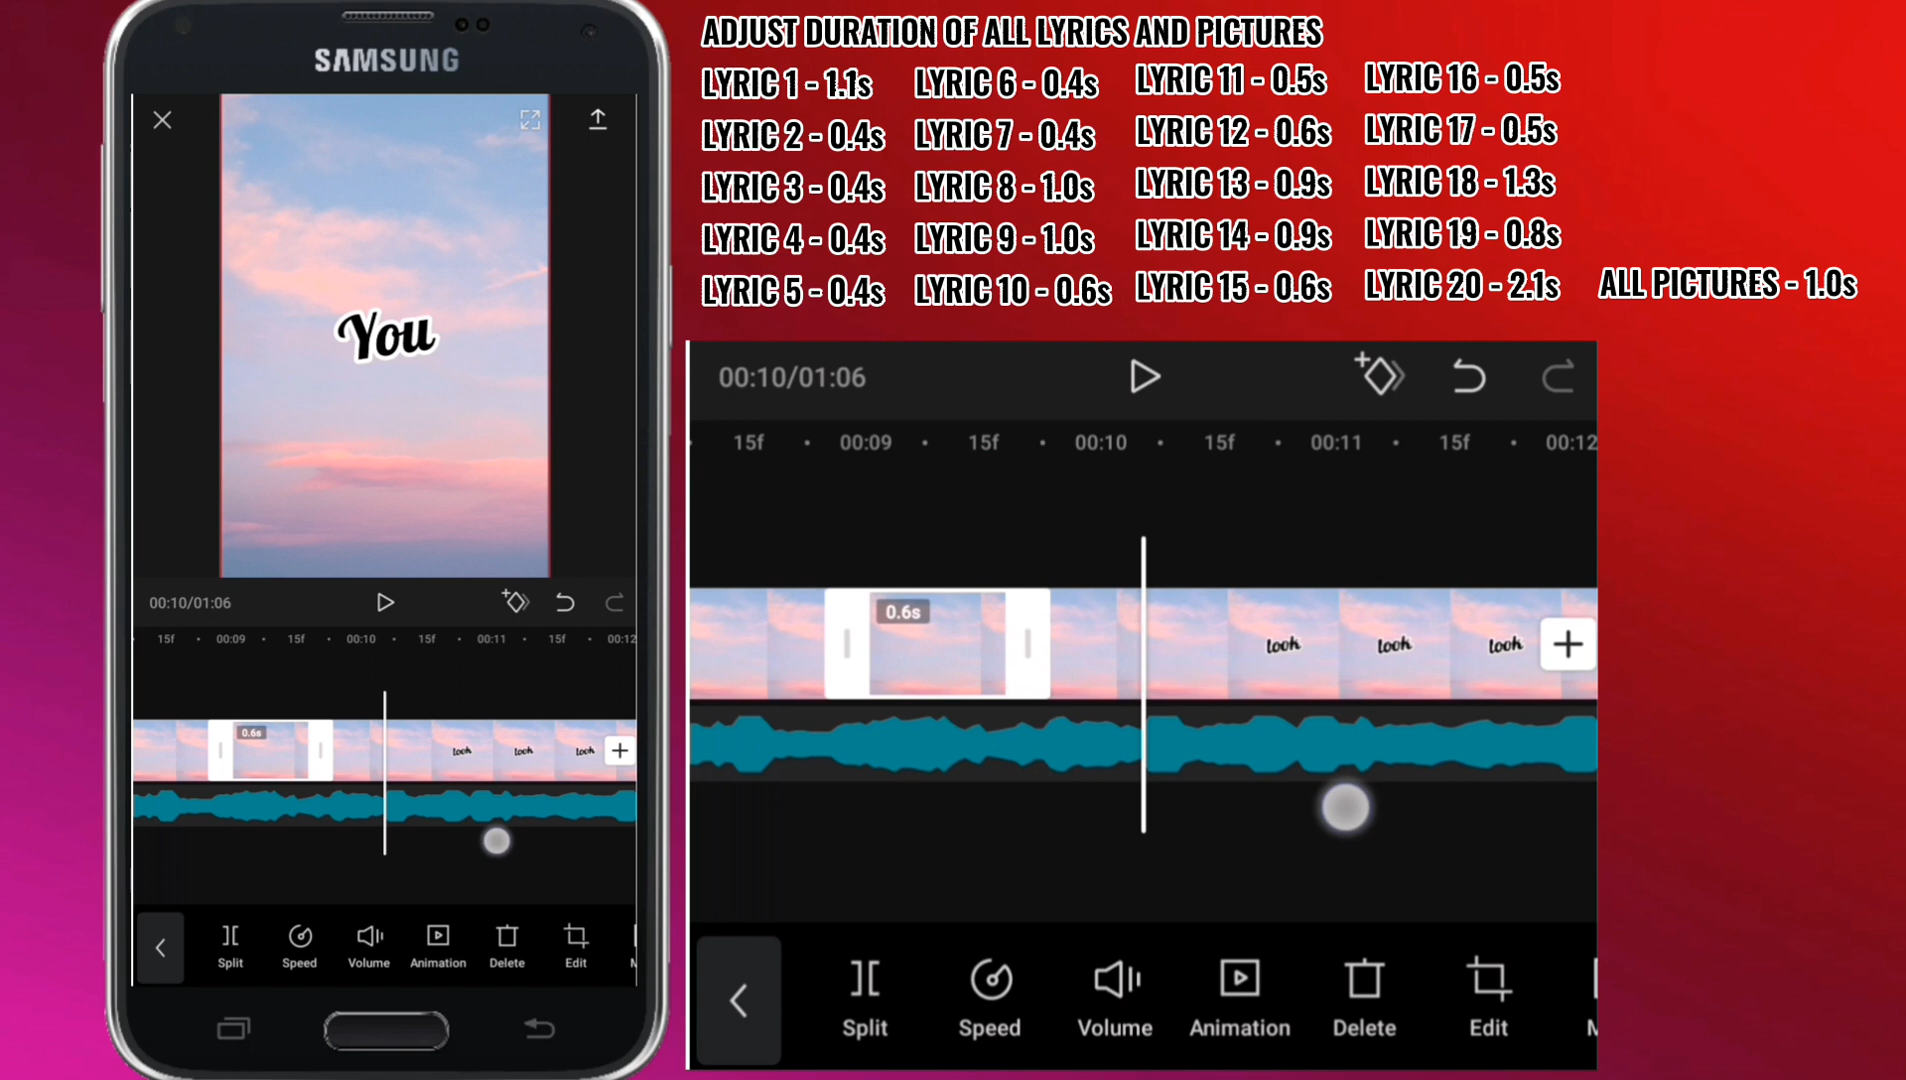 SAMSUNG
You
00:10/01:06
15f 00:09 15f 00:10 15f 00:11 15f 00:12
0.6s
look look look
Split Speed Volume Animation Delete Edit
ADJUST DURATION OF ALL LYRICS AND PICTURES
LYRIC 1 - 1.1s LYRIC 6 - 0.4s LYRIC 11 - 0.5s LYRIC 16 - 0.5s
LYRIC 2 - 0.4s LYRIC 7 - 0.4s LYRIC 12 - 0.6s LYRIC 17 - 0.5s
LYRIC 3 - 0.4s LYRIC 8 - 1.0s LYRIC 13 - 0.9s LYRIC 18 - 1.3s
LYRIC 4 - 0.4s LYRIC 9 - 1.0s LYRIC 14 - 0.9s LYRIC 19 - 0.8s
LYRIC 5 - 0.4s LYRIC 10 - 0.6s LYRIC 15 - 0.6s LYRIC 20 - 2.1s ALL PICTURES - 1.0s
00:10/01:06
15f 00:09 15f 00:10 15f 00:11 15f 00:12
0.6s
look look look
Split Speed Volume Animation Delete Edit